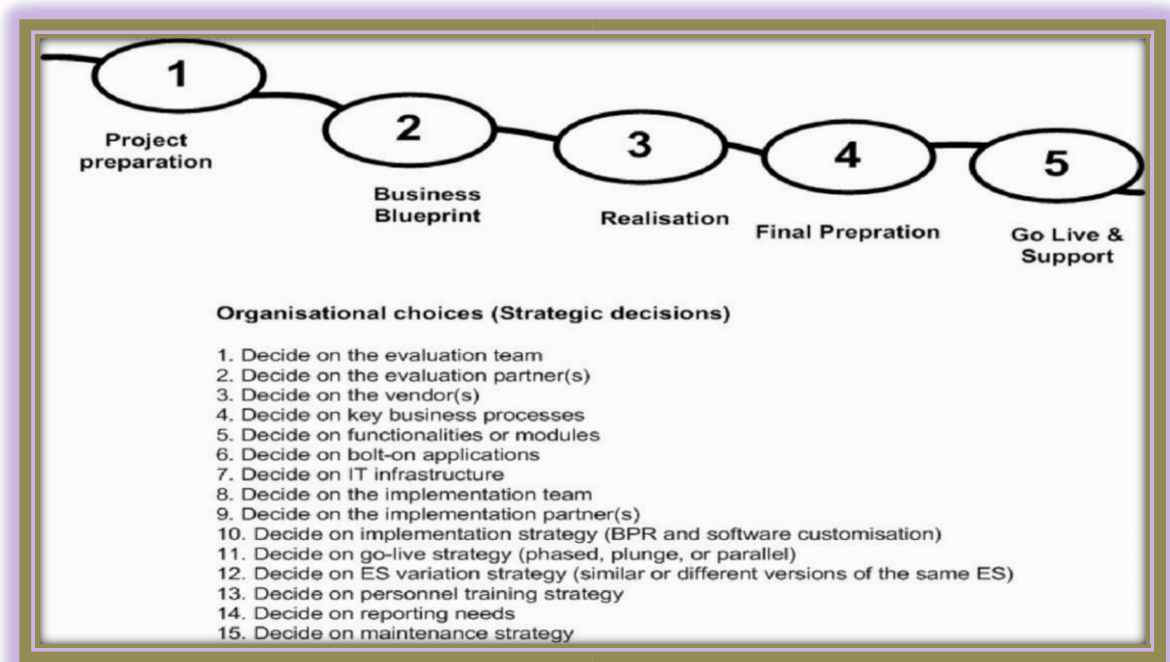 1
Project
preparation
2
Business
Blueprint
3
Realisation
4
Final Prepration
5
Go Live &
Support
Organisational choices (Strategic decisions)
1. Decide on the evaluation team
2. Decide on the evaluation partner(s)
3. Decide on the vendor(s)
4. Decide on key business processes
5. Decide on functionalities or modules
6. Decide on bolt-on applications
7. Decide on IT infrastructure
8. Decide on the implementation team
9. Decide on the implementation partner(s)
10. Decide on implementation strategy (BPR and software customisation)
11. Decide on go-live strategy (phased, plunge, or parallel)
12. Decide on ES variation strategy (similar or different versions of the same ES)
13. Decide on personnel training strategy
14. Decide on reporting needs
15. Decide on maintenance strategy